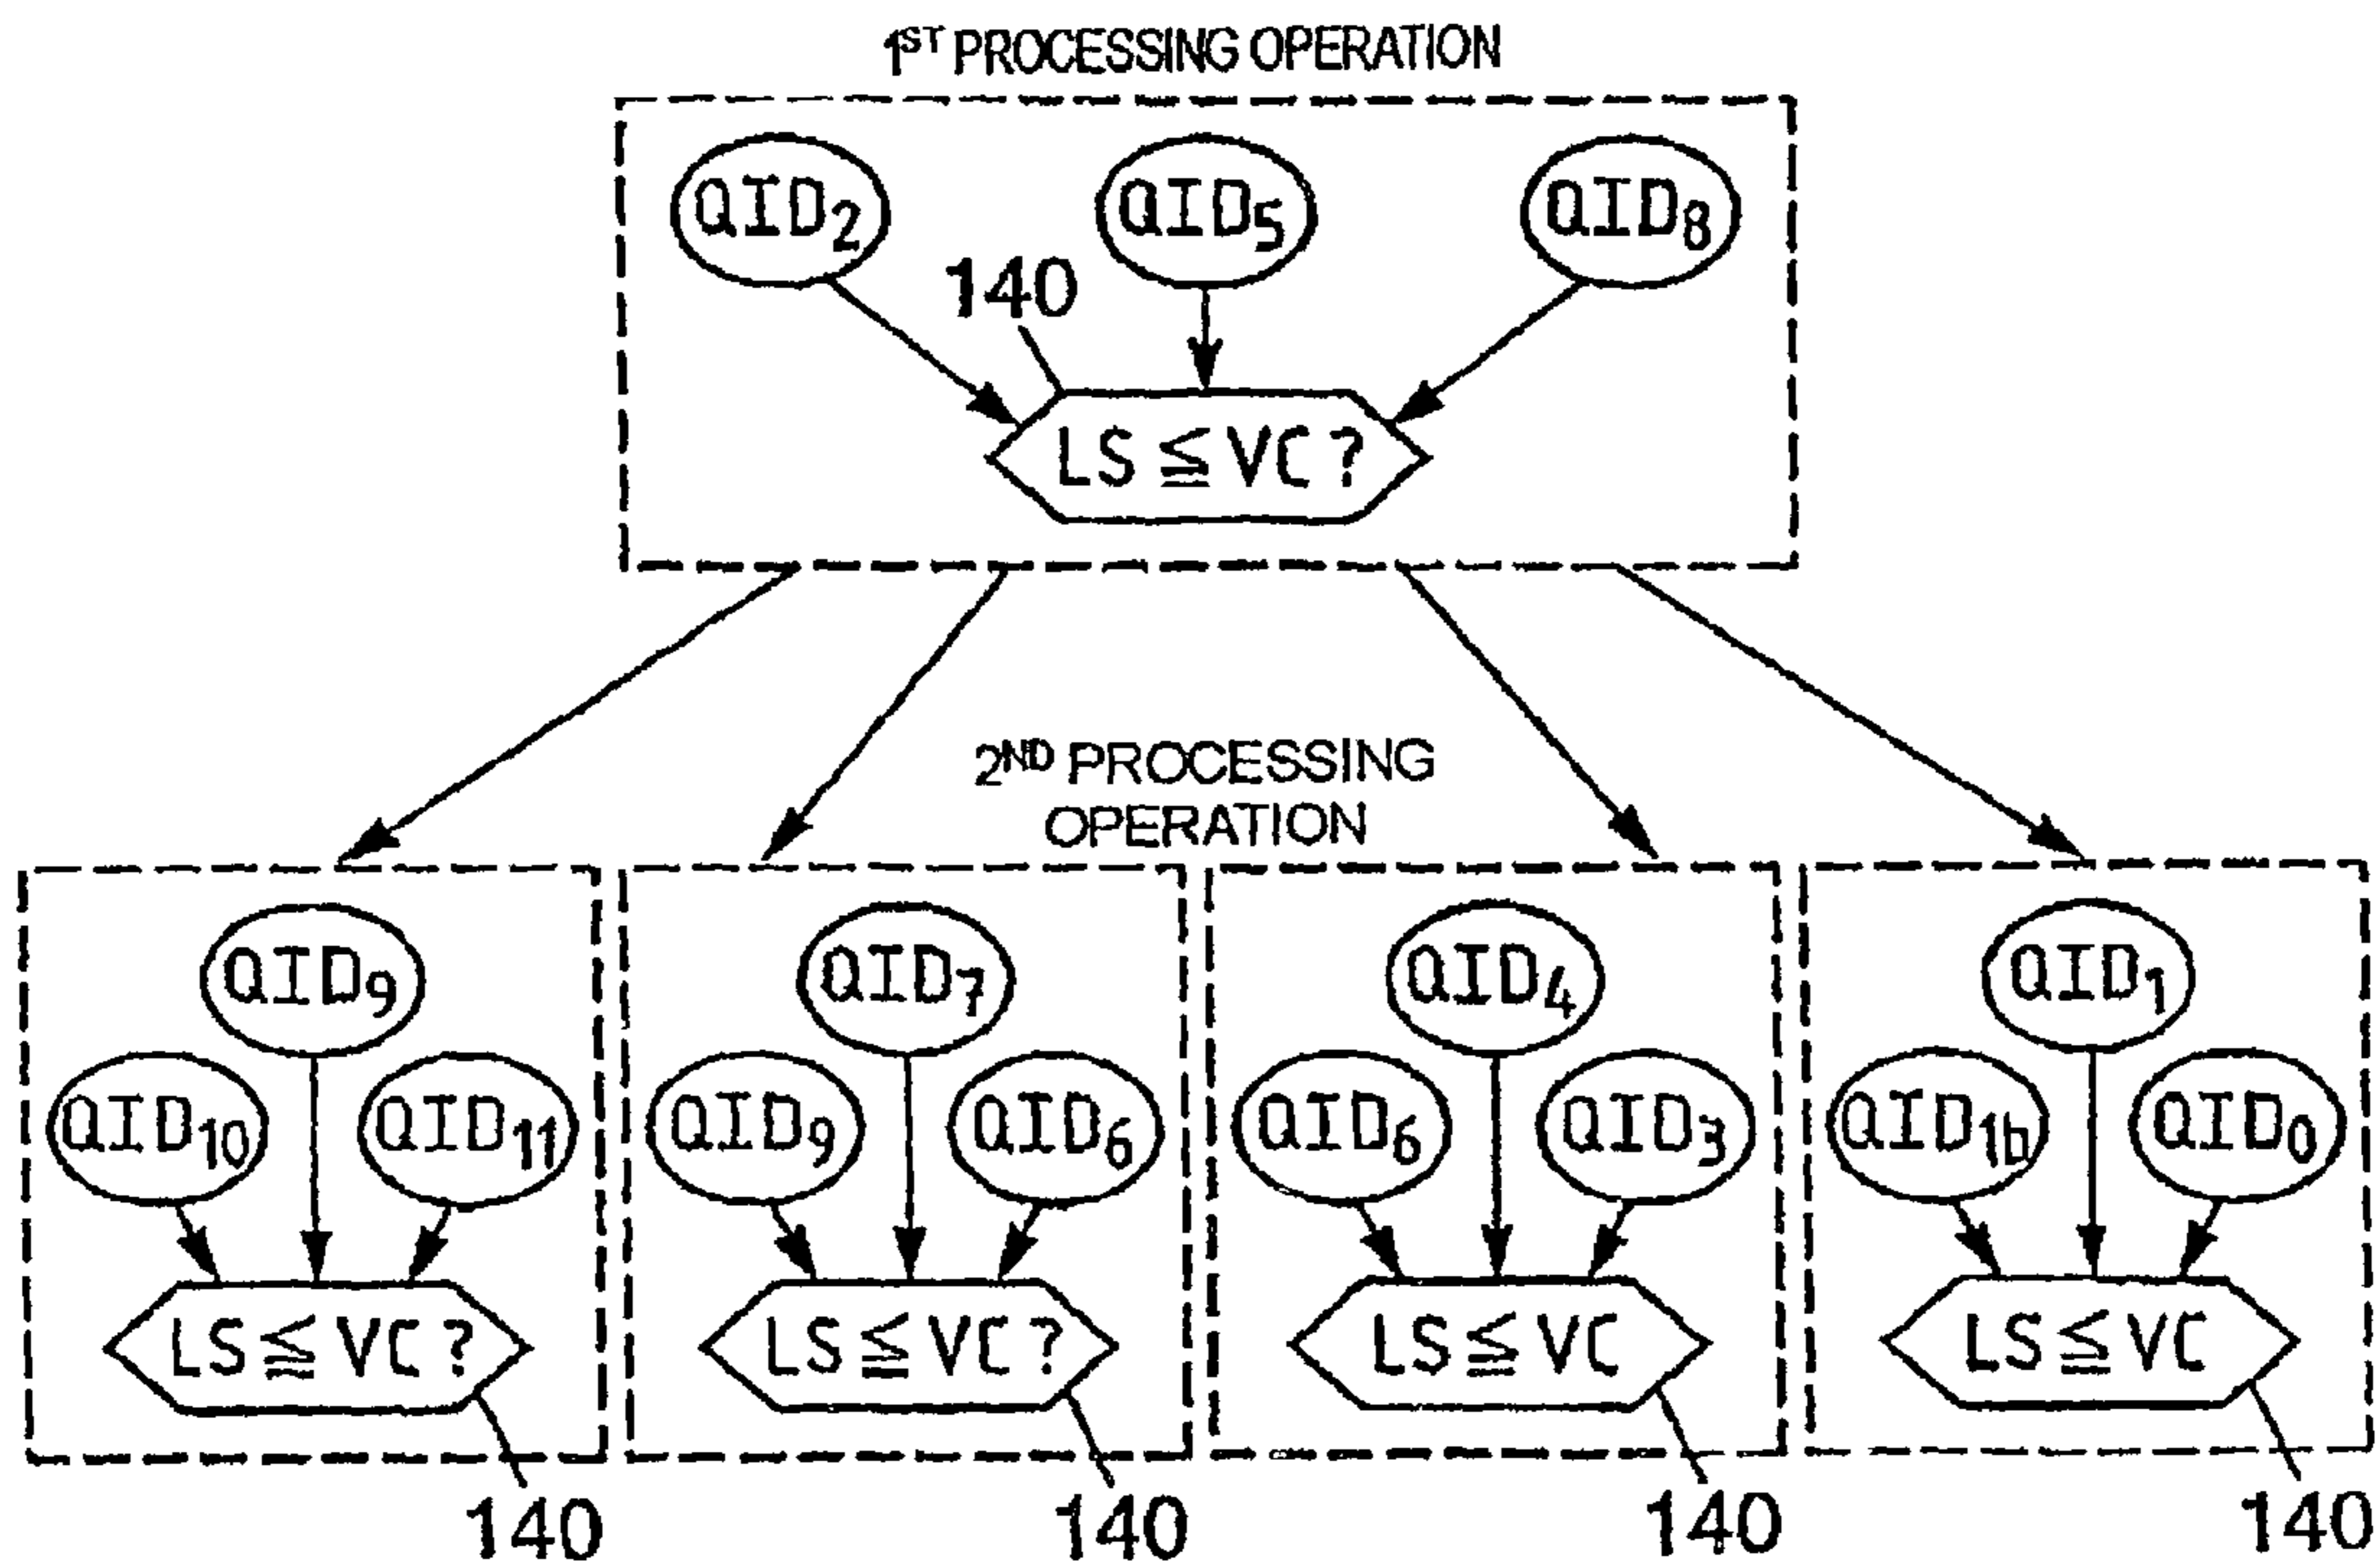 1ST PROCESSING OPERATION
QID2 QID5 QID8
140
LS ≦ VC ?
2ND PROCESSING
OPERATION
QID9 QID7 QID4 QID1
QID10 QID11 QID9 QID6 QID6 QID3 QID1b QID0
LS ≦ VC ? LS ≦ VC ? LS ≦ VC LS ≦ VC
140 140 140 140